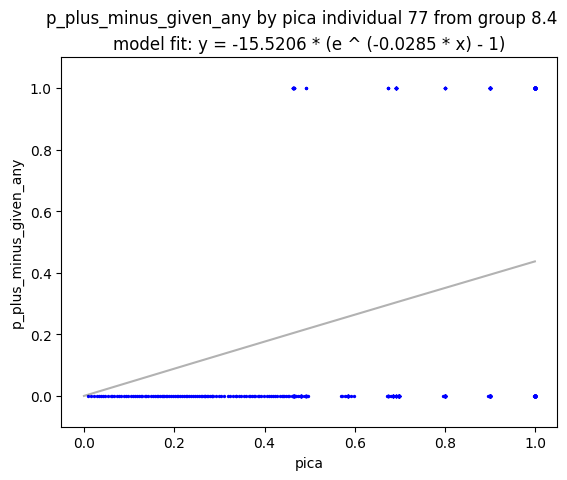 p_plus_minus_given_any by pica individual 77 from group 8.4
model fit: y = -15.5206 * (e ^ (-0.0285 * x) - 1)
p_plus_minus_given_any
1.0
0.8
0.6
0.4
0.2
0.0
0.0 0.2 0.4 0.6 0.8 1.0
pica